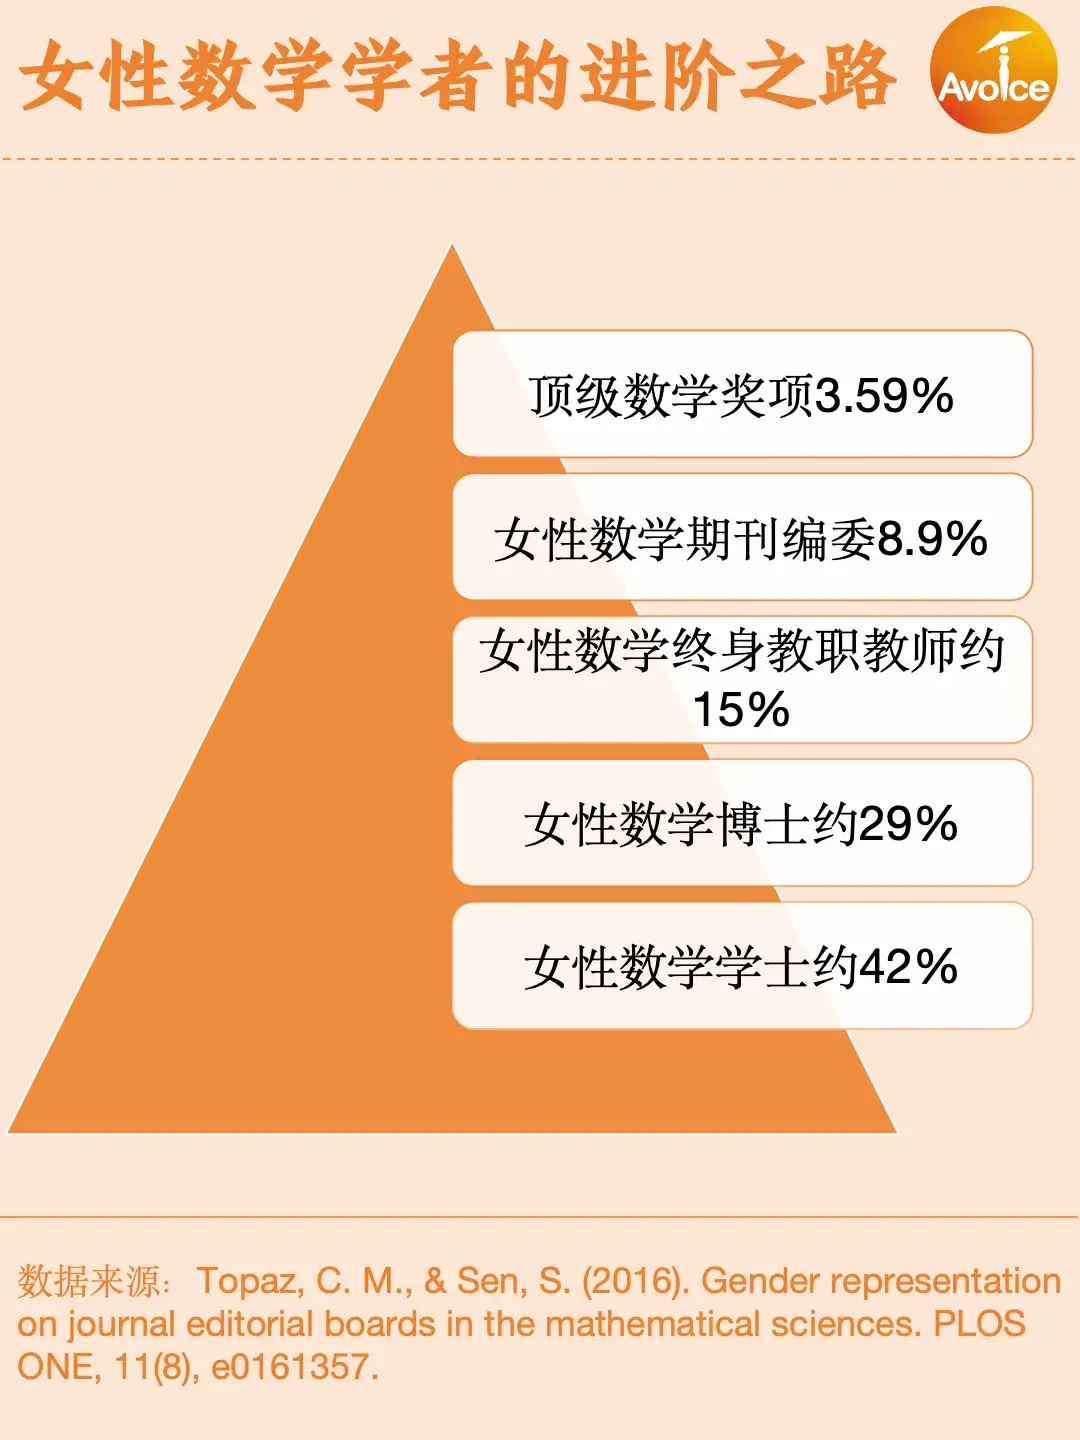 女性数学学者的进阶之路
Avoice
顶级数学奖项3.59%
女性数学期刊编委8.9%
女性数学终身教职教师约
15%
女性数学博士约29%
女性数学学士约42%
数据来源：Topaz, C. M., & Sen, S. (2016). Gender representation
on journal editorial boards in the mathematical sciences. PLOS
ONE, 11(8), e0161357.